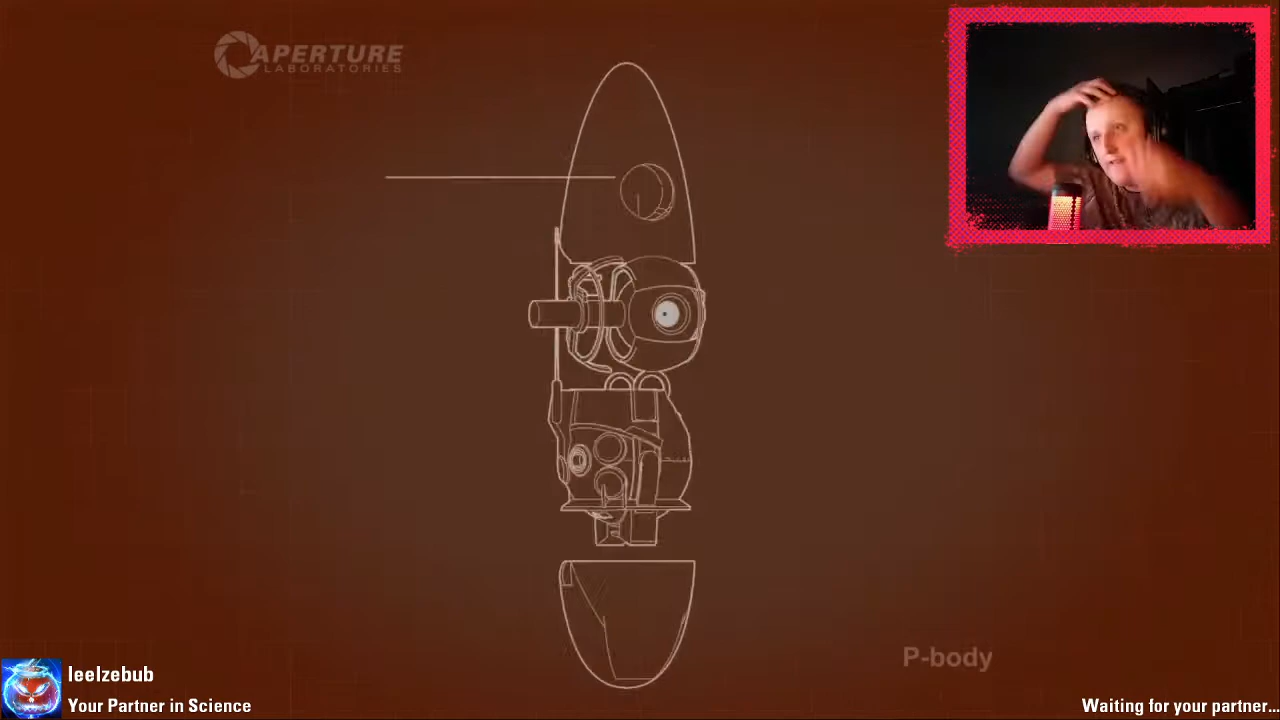 APERTURE
LABORATORIES
P-body
leelzebub
Your Partner in Science
Waiting for your partner...